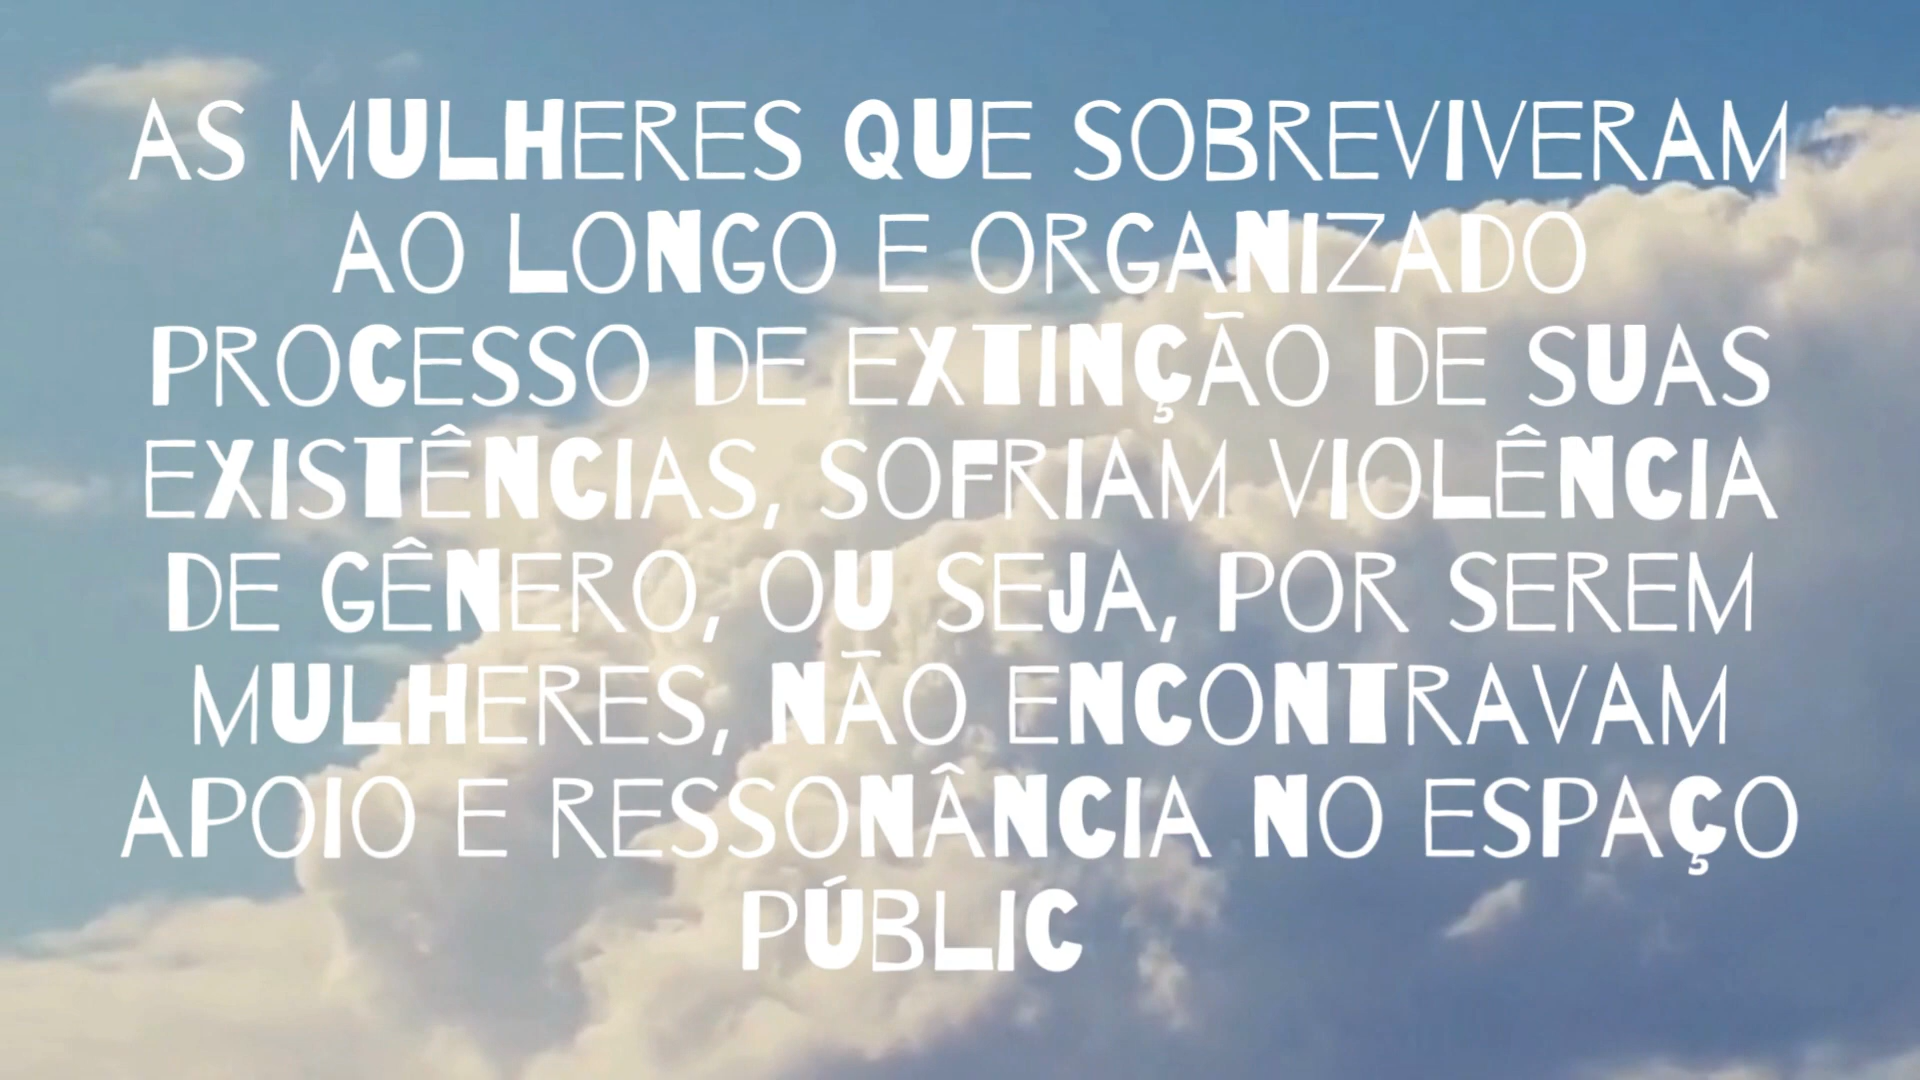 AS MULHERES QUE SOBREVIVERAM
AO LONGO E ORGANIZADO
PROCESSO DE EXTINÇÃO DE SUAS
EXISTÊNCIAS, SOFRIAM VIOLÊNCIA
DE GÊNERO, OU SEJA, POR SEREM
MULHERES, NÃO ENCONTRAVAM
APOIO E RESSONÂNCIA NO ESPAÇO
PÚBLIC